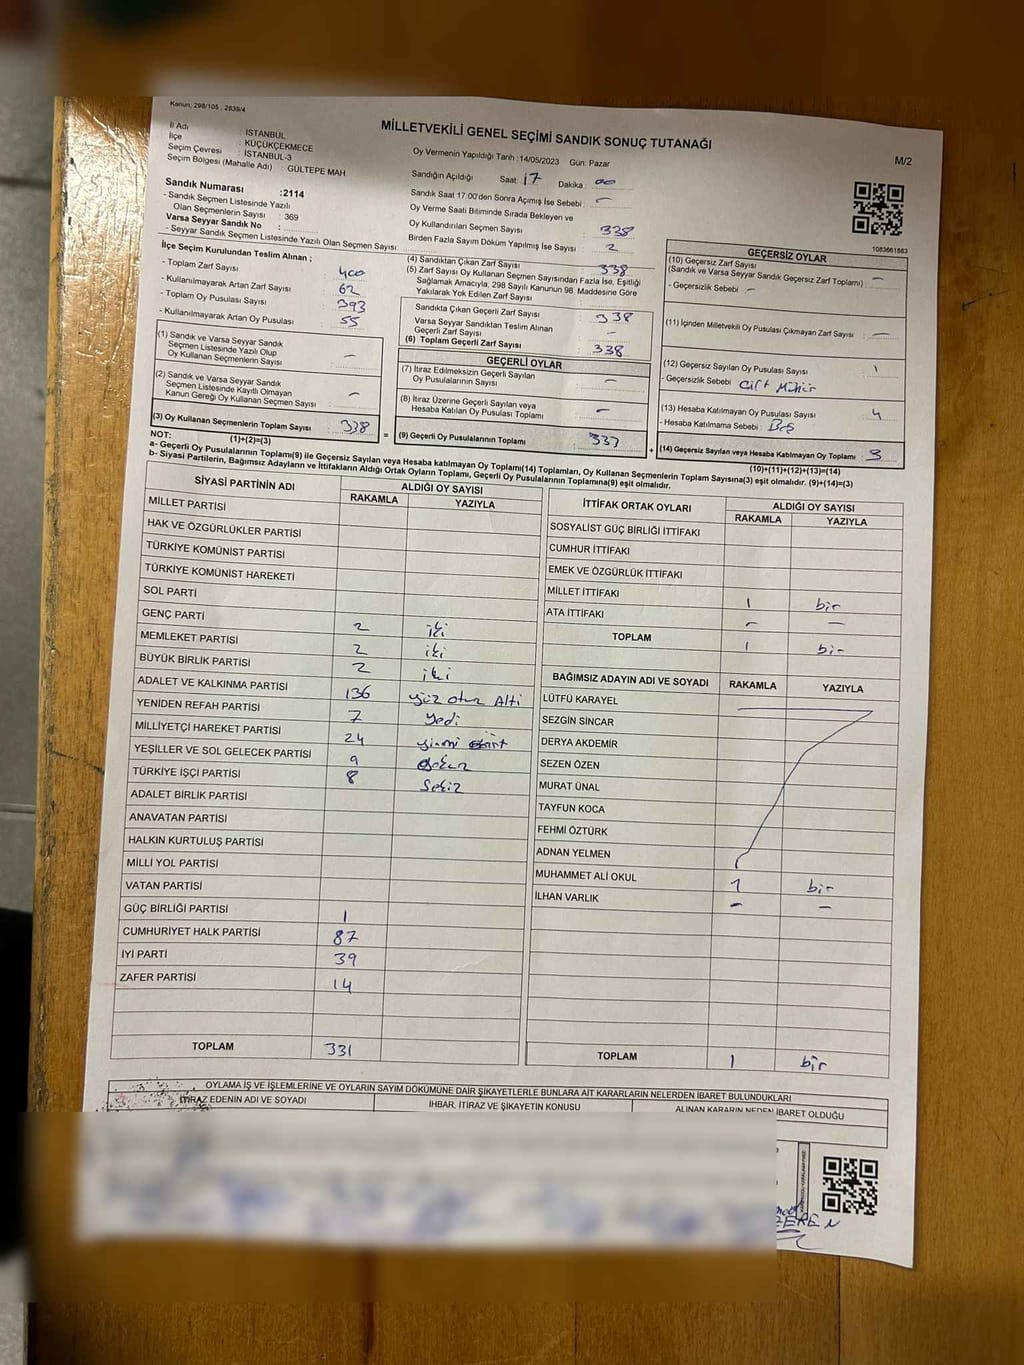 Kanun; 298/105 , 2839/4
MİLLETVEKİLİ GENEL SEÇİMİ SANDIK SONUÇ TUTANAĞI
M/2
İl Adı : İSTANBUL
İlçe : KÜÇÜKÇEKMECE
Seçim Çevresi : İSTANBUL-3
Seçim Bölgesi (Mahalle Adı) : GÜLTEPE MAH.
Sandık Numarası :2114
- Sandık Seçmen Listesinde Yazılı
Olan Seçmenlerin Sayısı : 369
Varsa Seyyar Sandık No :
- Seyyar Sandık Seçmen Listesinde Yazılı Olan Seçmen Sayısı:
Oy Vermenin Yapıldığı Tarih :14/05/2023 Gün: Pazar
Sandığın Açıldığı Saat: 17 Dakika : 00
Sandık Saat 17:00'den Sonra Açımış İse Sebebi : -
Oy Verme Saati Bitiminde Sırada Bekleyen ve
Oy Kullandırılan Seçmen Sayısı : 338
Birden Fazla Sayım Döküm Yapılmış İse Sayısı : 2
1083661883
İlçe Seçim Kurulundan Teslim Alınan ;
- Toplam Zarf Sayısı : 400
- Kullanılmayarak Artan Zarf Sayısı : 62
- Toplam Oy Pusulası Sayısı : 393
- Kullanılmayarak Artan Oy Pusulası : 55
(1) Sandık ve Varsa Seyyar Sandık
Seçmen Listesinde Yazılı Olup
Oy Kullanan Seçmenlerin Sayısı : -
(2) Sandık ve Varsa Seyyar Sandık
Seçmen Listesinde Kayıtlı Olmayan
Kanun Gereği Oy Kullanan Seçmen Sayısı : -
(3) Oy Kullanan Seçmenlerin Toplam Sayısı : 338
(1)+(2)=(3)
(4) Sandıktan Çıkan Zarf Sayısı : 338
(5) Zarf Sayısı Oy Kullanan Seçmen Sayısından Fazla İse, Eşitliği
Sağlamak Amacıyla, 298 Sayılı Kanunun 98. Maddesine Göre
Yakılarak Yok Edilen Zarf Sayısı
Sandıkta Çıkan Geçerli Zarf Sayısı : 338
Varsa Seyyar Sandıktan Teslim Alınan
Geçerli Zarf Sayısı : -
(6) Toplam Geçerli Zarf Sayısı : 338
GEÇERLİ OYLAR
(7) İtiraz Edilmeksizin Geçerli Sayılan
Oy Pusulalarının Sayısı : -
(8) İtiraz Üzerine Geçerli Sayılan veya
Hesaba Katılan Oy Pusulası Toplamı : -
= (9) Geçerli Oy Pusulalarının Toplamı : 337 +
GEÇERSİZ OYLAR
(10) Geçersiz Zarf Sayısı
(Sandık ve Varsa Seyyar Sandık Geçersiz Zarf Toplamı) : -
- Geçersizlik Sebebi : -
(11) İçinden Milletvekili Oy Pusulası Çıkmayan Zarf Sayısı : -
(12) Geçersiz Sayılan Oy Pusulası Sayısı : 1
- Geçersizlik Sebebi : Çift Mühür
(13) Hesaba Katılmayan Oy Pusulası Sayısı : 4
- Hesaba Katılmama Sebebi : Boş
(14) Geçersiz Sayılan veya Hesaba Katılmayan Oy Toplamı : 3
(10)+(11)+(12)+(13)=(14)
NOT:
a- Geçerli Oy Pusulalarının Toplamı(9) ile Geçersiz Sayılan veya Hesaba katılmayan Oy Toplamı(14) Toplamları, Oy Kullanan Seçmenlerin Toplam Sayısına(3) eşit olmalıdır. (9)+(14)=(3)
b- Siyasi Partilerin, Bağımsız Adayların ve İttifakların Aldığı Ortak Oyların Toplamı, Geçerli Oy Pusulalarının Toplamına(9) eşit olmalıdır.
SİYASİ PARTİNİN ADI ALDIĞI OY SAYISI
RAKAMLA YAZIYLA
MİLLET PARTİSİ
HAK VE ÖZGÜRLÜKLER PARTİSİ
TÜRKİYE KOMÜNİST PARTİSİ
TÜRKİYE KOMÜNİST HAREKETİ
SOL PARTİ
GENÇ PARTİ 2 iki
MEMLEKET PARTİSİ 2 iki
BÜYÜK BİRLİK PARTİSİ 2 iki
ADALET VE KALKINMA PARTİSİ 136 yüz otuz Altı
YENİDEN REFAH PARTİSİ 7 Yedi
MİLLİYETÇİ HAREKET PARTİSİ 24 yirmi dört
YEŞİLLER VE SOL GELECEK PARTİSİ 9 dokuz
TÜRKİYE İŞÇİ PARTİSİ 8 Sekiz
ADALET BİRLİK PARTİSİ
ANAVATAN PARTİSİ
HALKIN KURTULUŞ PARTİSİ
MİLLİ YOL PARTİSİ
VATAN PARTİSİ
GÜÇ BİRLİĞİ PARTİSİ 1
CUMHURİYET HALK PARTİSİ 87
İYİ PARTİ 39
ZAFER PARTİSİ 14
TOPLAM 331
İTTİFAK ORTAK OYLARI ALDIĞI OY SAYISI
RAKAMLA YAZIYLA
SOSYALİST GÜÇ BİRLİĞİ İTTİFAKI
CUMHUR İTTİFAKI
EMEK VE ÖZGÜRLÜK İTTİFAKI
MİLLET İTTİFAKI 1 bir
ATA İTTİFAKI - -
TOPLAM 1 bir
BAĞIMSIZ ADAYIN ADI VE SOYADI RAKAMLA YAZIYLA
LÜTFÜ KARAYEL
SEZGİN SİNCAR
DERYA AKDEMİR
SEZEN ÖZEN
MURAT ÜNAL
TAYFUN KOCA
FEHMİ ÖZTÜRK
ADNAN YELMEN
MUHAMMET ALİ OKUL 1 bir
İLHAN VARLIK - -
TOPLAM 1 bir
OYLAMA İŞ VE İŞLEMLERİNE VE OYLARIN SAYIM DÖKÜMÜNE DAİR ŞİKAYETLERLE BUNLARA AİT KARARLARIN NELERDEN İBARET BULUNDUKLARI
İTİRAZ EDENİN ADI VE SOYADI İHBAR, İTİRAZ VE ŞİKAYETİN KONUSU ALINAN KARARIN NEDEN İBARET OLDUĞU